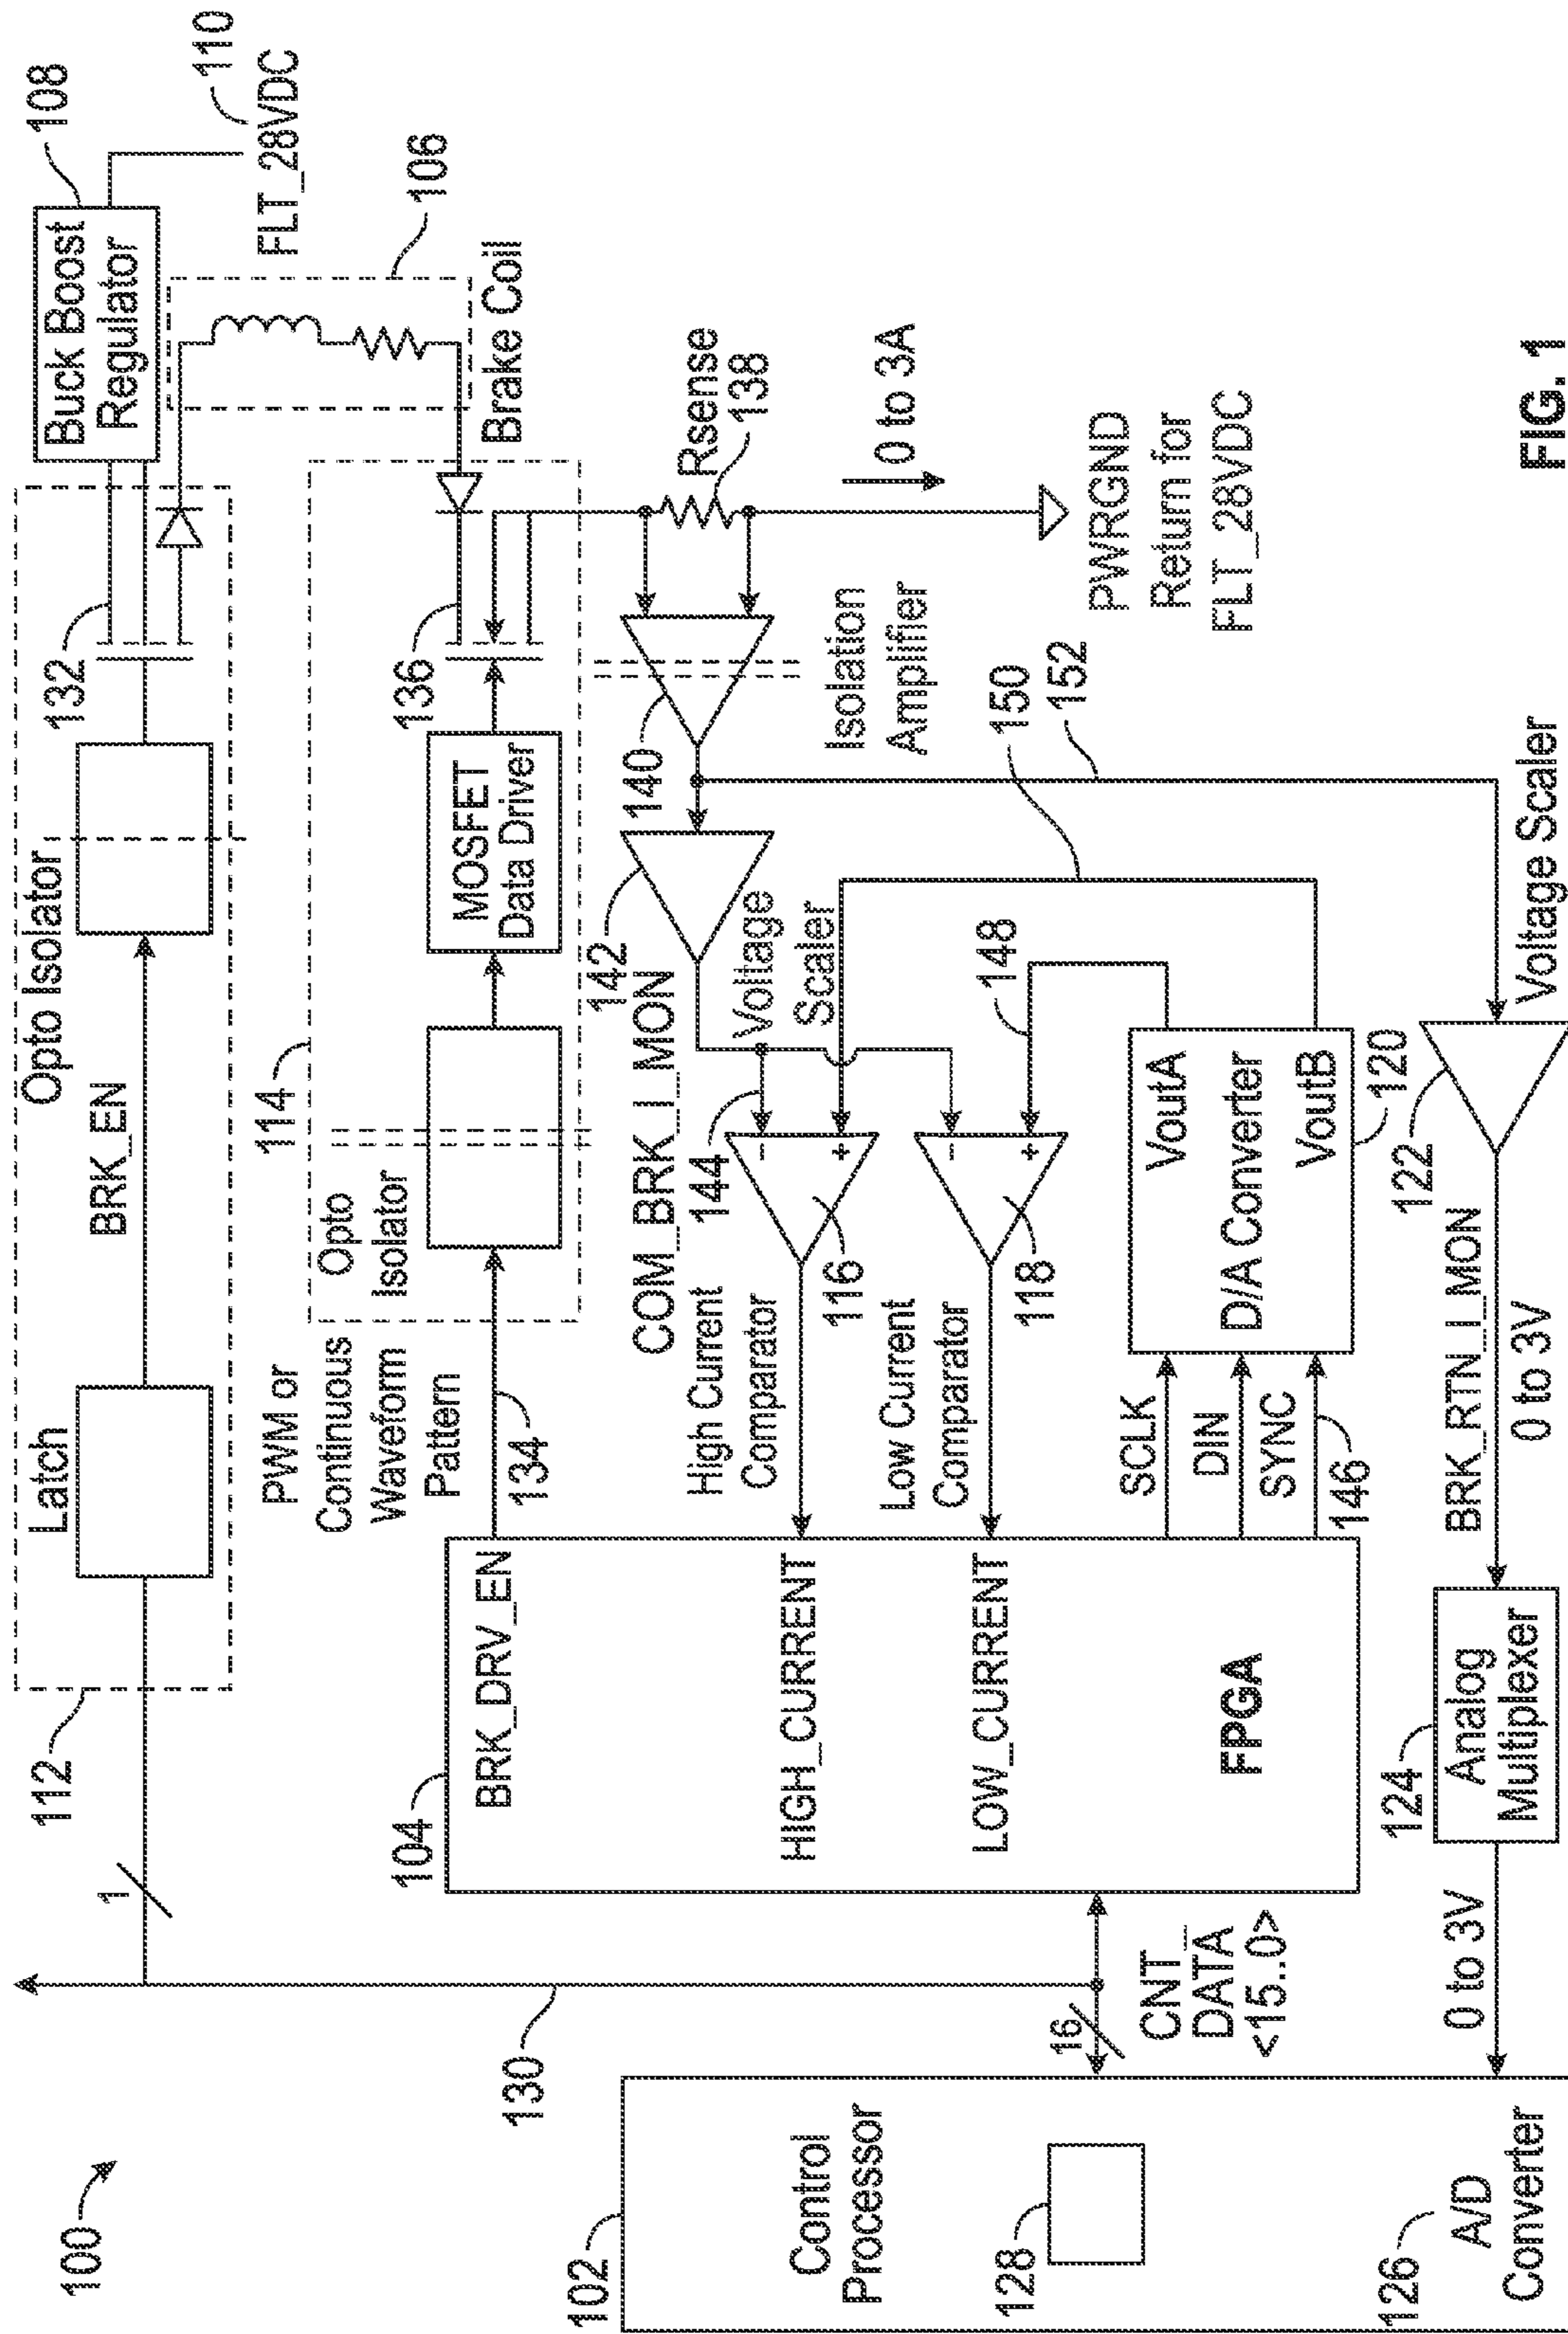 100
102
Control
Processor
128
126
A/D
Converter
130
16
CNT_
DATA
<15..0>
0 to 3V
1
112
Latch
BRK_EN
Opto Isolator
132
Buck Boost
Regulator
108
110
FLT_28VDC
106
Brake Coil
104
BRK_DRV_EN
HIGH_CURRENT
LOW_CURRENT
FPGA
PWM or
Continuous
Waveform
Pattern
134
114
Opto
Isolator
MOSFET
Data Driver
136
Rsense
138
0 to 3A
PWRGND
Return for
FLT_28VDC
140
Isolation
Amplifier
142
COM_BRK_I_MON
Voltage
Scaler
144
High Current
Comparator
116
-
+
Low Current
Comparator
118
-
+
148
150
152
SCLK
DIN
SYNC
146
VoutA
D/A Converter
VoutB
120
122
Voltage Scaler
BRK_RTN_I_MON
0 to 3V
124
Analog
Multiplexer
FIG. 1